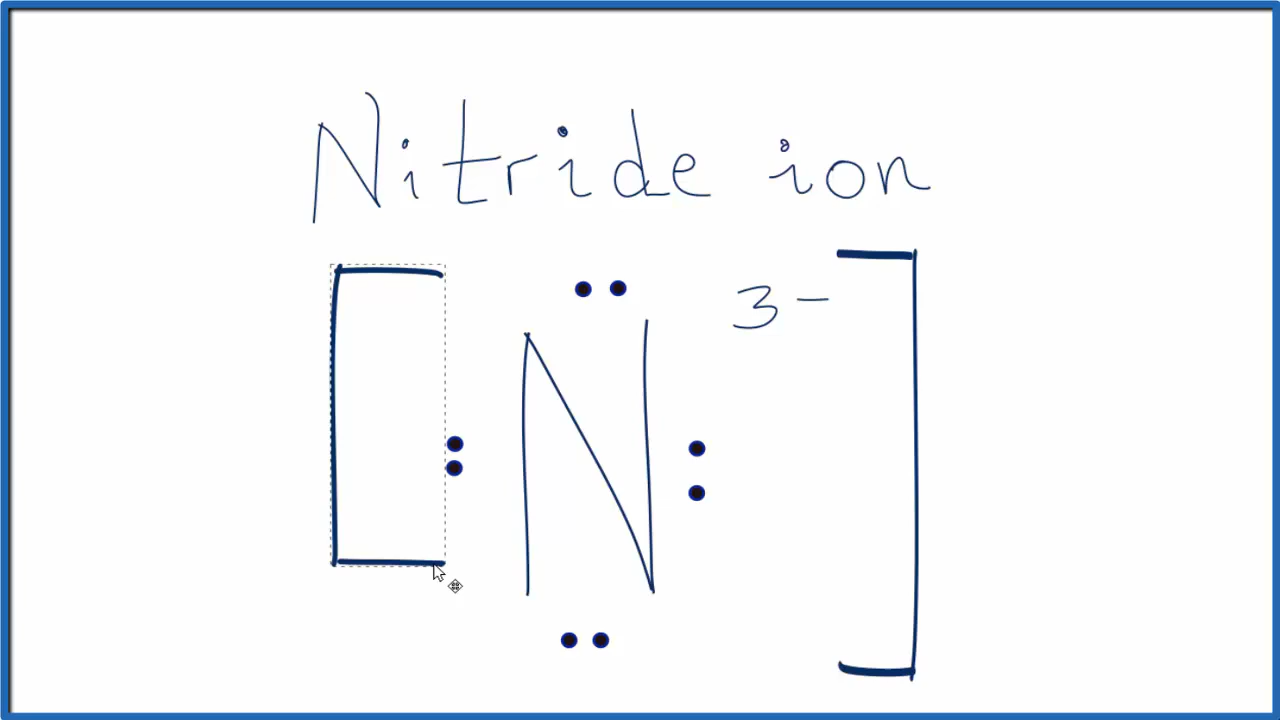 Nitride ion
3-
[ : N : ]